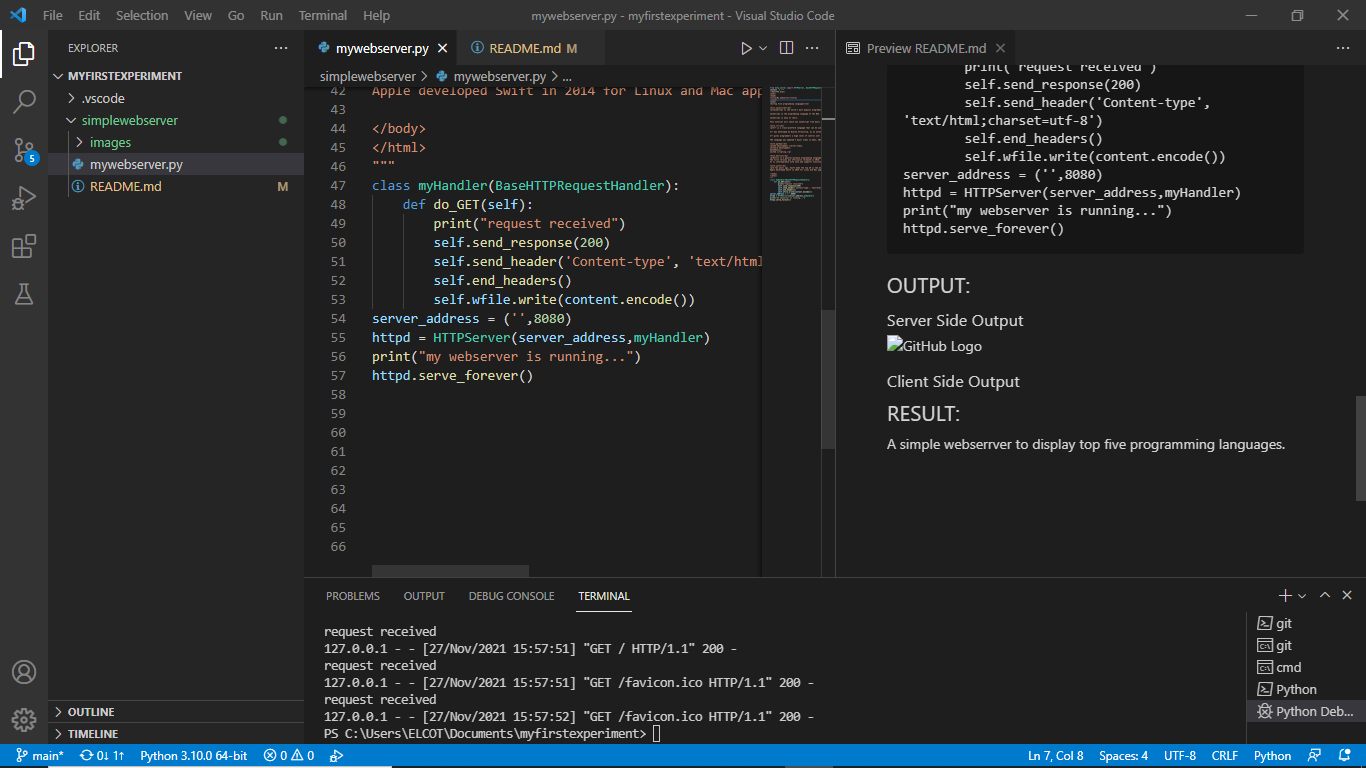 File Edit Selection View Go Run Terminal Help
mywebserver.py - myfirstexperiment - Visual Studio Code
EXPLORER
MYFIRSTEXPERIMENT
.vscode
simplewebserver
images
mywebserver.py
README.md M
OUTLINE
TIMELINE
5
mywebserver.py
README.md M
simplewebserver > mywebserver.py > ...
42 Apple developed Swift in 2014 for Linux and Mac app
43
44 </body>
45 </html>
46 """
47 class myHandler(BaseHTTPRequestHandler):
48 def do_GET(self):
49 print("request received")
50 self.send_response(200)
51 self.send_header('Content-type', 'text/html
52 self.end_headers()
53 self.wfile.write(content.encode())
54 server_address = ('',8080)
55 httpd = HTTPServer(server_address,myHandler)
56 print("my webserver is running...")
57 httpd.serve_forever()
58
59
60
61
62
63
64
65
66
Preview README.md
print("request received")
self.send_response(200)
self.send_header('Content-type',
'text/html;charset=utf-8')
self.end_headers()
self.wfile.write(content.encode())
server_address = ('',8080)
httpd = HTTPServer(server_address,myHandler)
print("my webserver is running...")
httpd.serve_forever()
OUTPUT:
Server Side Output
GitHub Logo
Client Side Output
RESULT:
A simple webserrver to display top five programming languages.
PROBLEMS OUTPUT DEBUG CONSOLE TERMINAL
request received
127.0.0.1 - - [27/Nov/2021 15:57:51] "GET / HTTP/1.1" 200 -
request received
127.0.0.1 - - [27/Nov/2021 15:57:51] "GET /favicon.ico HTTP/1.1" 200 -
request received
127.0.0.1 - - [27/Nov/2021 15:57:52] "GET /favicon.ico HTTP/1.1" 200 -
PS C:\Users\ELCOT\Documents\myfirstexperiment>
git
git
cmd
Python
Python Deb...
main* 0↓ 1↑ Python 3.10.0 64-bit 0 0
Ln 7, Col 8 Spaces: 4 UTF-8 CRLF Python